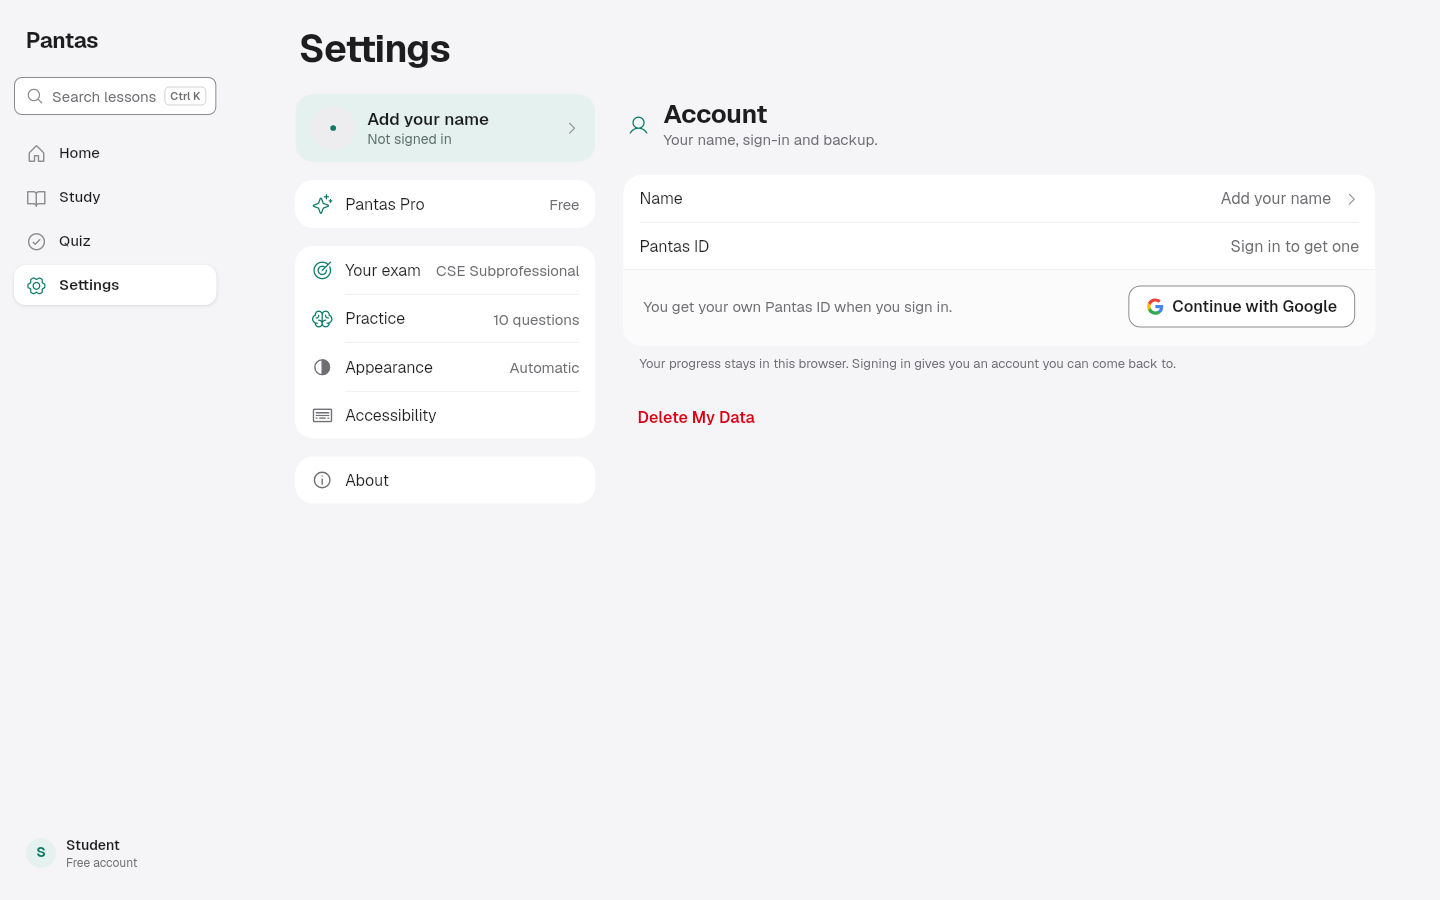 Pantas
Search lessons
Ctrl K
Home
Study
Quiz
Settings
Student
Free account
S
Settings
Add your name
Not signed in
Pantas Pro
Free
Your exam
CSE Subprofessional
Practice
10 questions
Appearance
Automatic
Accessibility
About
Account
Your name, sign-in and backup.
Name
Add your name
Pantas ID
Sign in to get one
You get your own Pantas ID when you sign in.
Continue with Google
Your progress stays in this browser. Signing in gives you an account you can come back to.
Delete My Data